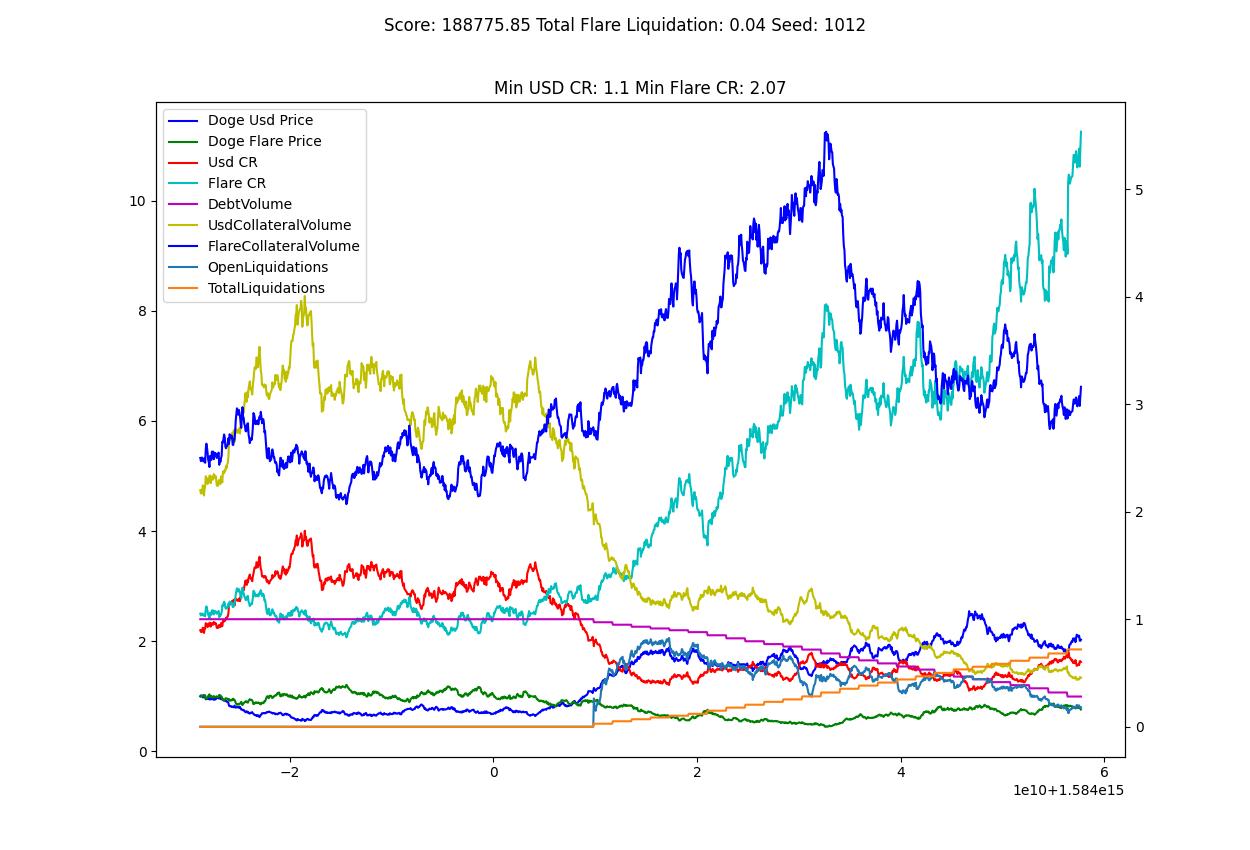 Score: 188775.85 Total Flare Liquidation: 0.04 Seed: 1012
Min USD CR: 1.1 Min Flare CR: 2.07
Doge Usd Price
Doge Flare Price
Usd CR
Flare CR
DebtVolume
UsdCollateralVolume
FlareCollateralVolume
OpenLiquidations
TotalLiquidations
10
8
6
4
2
0
5
4
3
2
1
0
−2
0
2
4
6
1e10+1.584e15